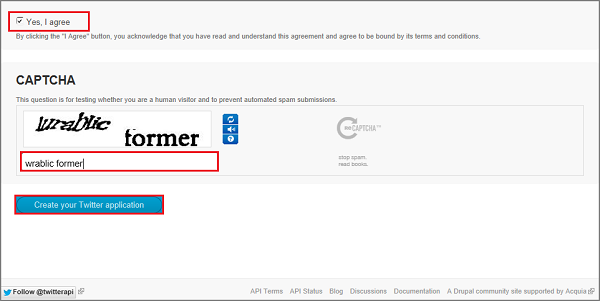 Yes, I agree
By clicking the "I Agree" button, you acknowledge that you have read and understand this agreement and agree to be bound by its terms and conditions.
CAPTCHA
This question is for testing whether you are a human visitor and to prevent automated spam submissions.
wrablic former
reCAPTCHA™
wrablic former
stop spam.
read books.
Create your Twitter application
Follow @twitterapi
API Terms API Status Blog Discussions Documentation A Drupal community site supported by Acquia